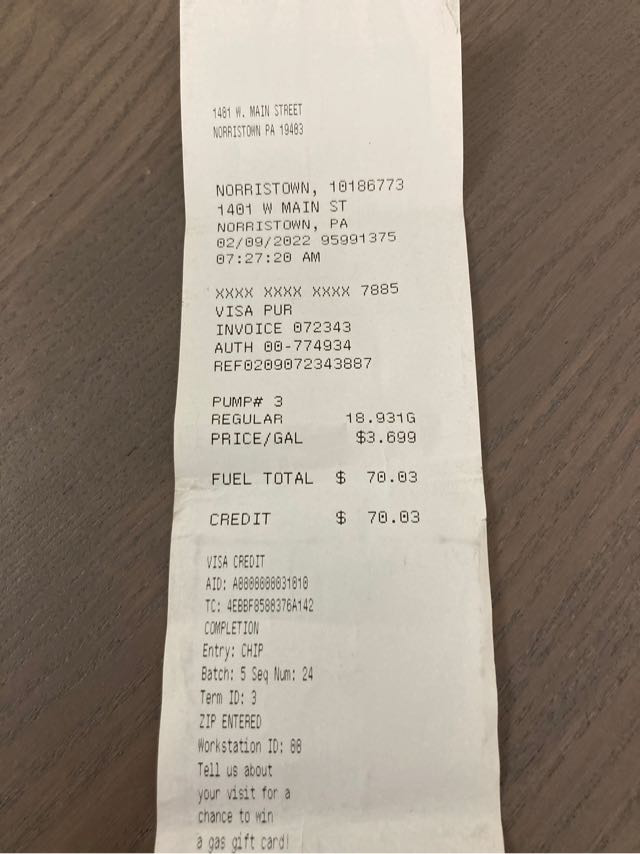 1401 W. MAIN STREET
NORRISTOWN PA 19403
NORRISTOWN, 10186773
1401 W MAIN ST
NORRISTOWN, PA
02/09/2022 95991375
07:27:20 AM
XXXX XXXX XXXX 7885
VISA PUR
INVOICE 072343
AUTH 00-774934
REF0209072343887
PUMP# 3
REGULAR 18.931G
PRICE/GAL $3.699
FUEL TOTAL $ 70.03
CREDIT $ 70.03
VISA CREDIT
AID: A0000000031010
TC: 4EBBF0508376A142
COMPLETION
Entry: CHIP
Batch: 5 Seq Num: 24
Term ID: 3
ZIP ENTERED
Workstation ID: 00
Tell us about
your visit for a
chance to win
a gas gift card!